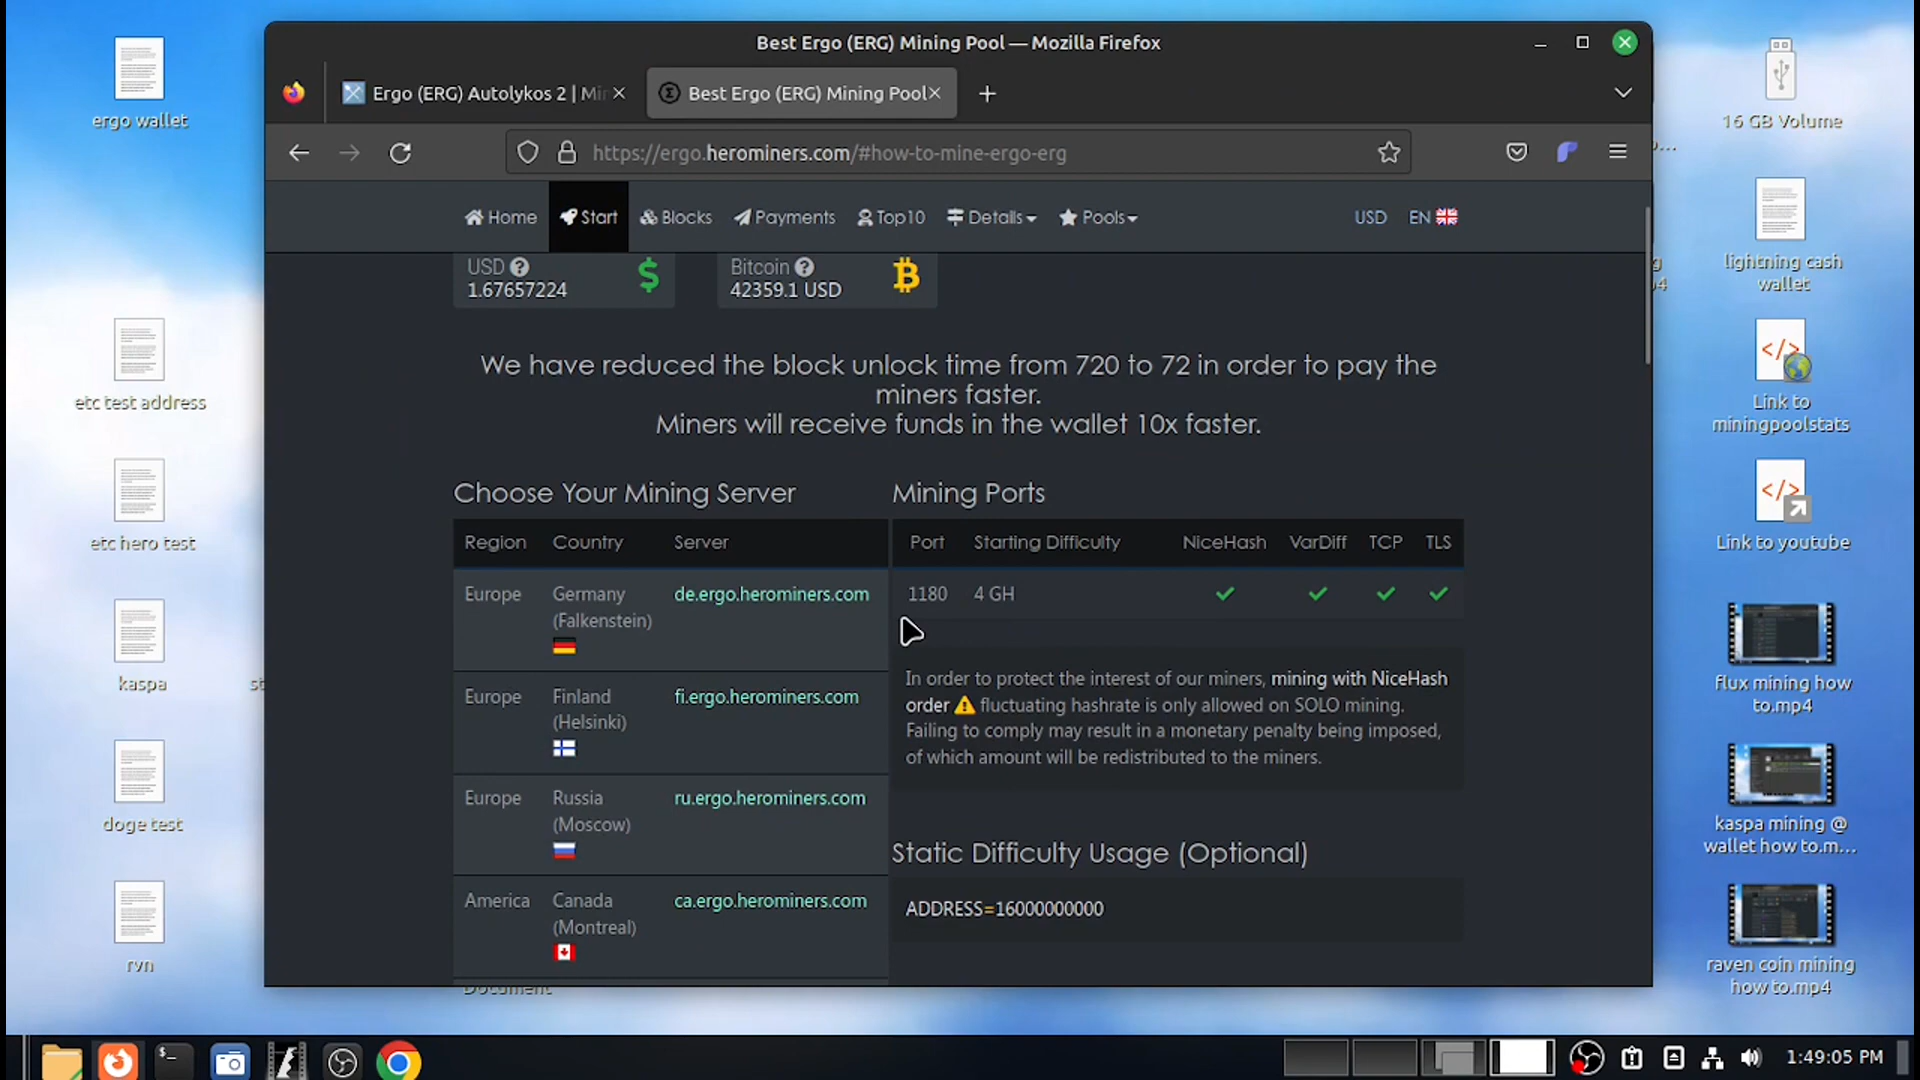 Best Ergo (ERG) Mining Pool — Mozilla Firefox
Ergo (ERG) Autolykos 2 | Mi
Best Ergo (ERG) Mining Pool
https://ergo.herominers.com/#how-to-mine-ergo-erg
Home Start Blocks Payments Top10 Details Pools USD EN
USD
1.67657224
Bitcoin
42359.1 USD
We have reduced the block unlock time from 720 to 72 in order to pay the
miners faster.
Miners will receive funds in the wallet 10x faster.
Choose Your Mining Server
Region Country Server
Europe Germany (Falkenstein) de.ergo.herominers.com
Europe Finland (Helsinki) fi.ergo.herominers.com
Europe Russia (Moscow) ru.ergo.herominers.com
America Canada (Montreal) ca.ergo.herominers.com
Mining Ports
Port Starting Difficulty NiceHash VarDiff TCP TLS
1180 4 GH
In order to protect the interest of our miners, mining with NiceHash
order fluctuating hashrate is only allowed on SOLO mining.
Failing to comply may result in a monetary penalty being imposed,
of which amount will be redistributed to the miners.
Static Difficulty Usage (Optional)
ADDRESS=16000000000
ergo wallet
etc test address
etc hero test
kaspa
doge test
rvn
Document
16 GB Volume
lightning cash
wallet
Link to
miningpoolstats
Link to youtube
flux mining how
to.mp4
kaspa mining @
wallet how to.m...
raven coin mining
how to.mp4
1:49:05 PM